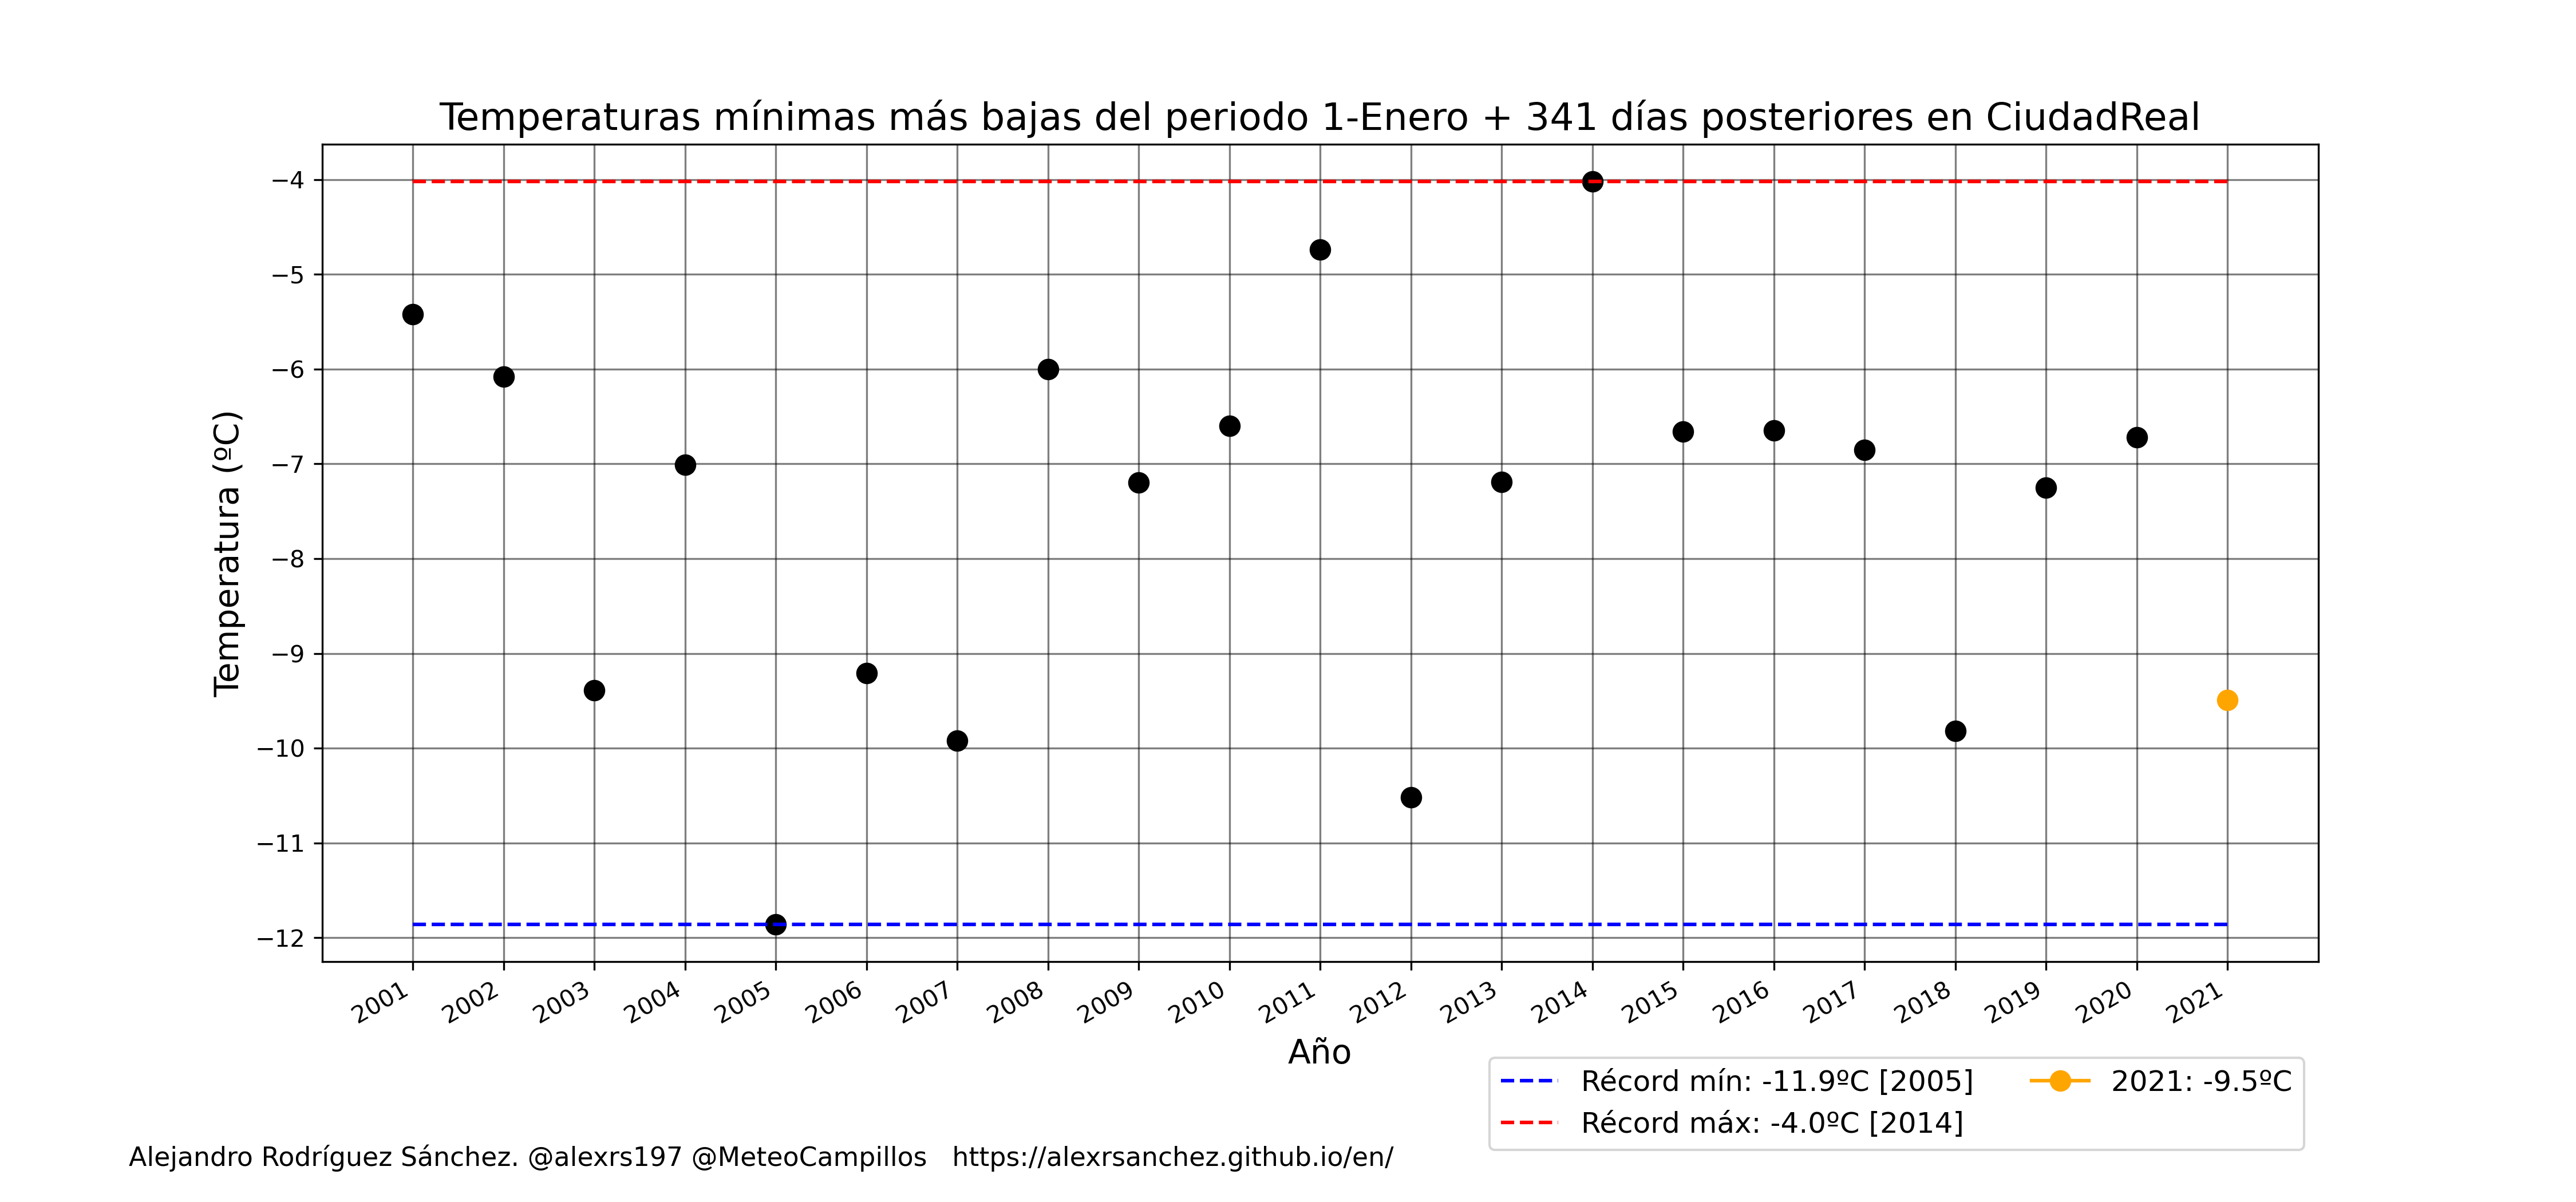 Temperaturas mínimas más bajas del periodo 1-Enero + 341 días posteriores en CiudadReal
Temperatura (ºC)
−4
−5
−6
−7
−8
−9
−10
−11
−12
2001 2002 2003 2004 2005 2006 2007 2008 2009 2010 2011 2012 2013 2014 2015 2016 2017 2018 2019 2020 2021
Año
Récord mín: -11.9ºC [2005]
Récord máx: -4.0ºC [2014]
2021: -9.5ºC
Alejandro Rodríguez Sánchez. @alexrs197 @MeteoCampillos https://alexrsanchez.github.io/en/